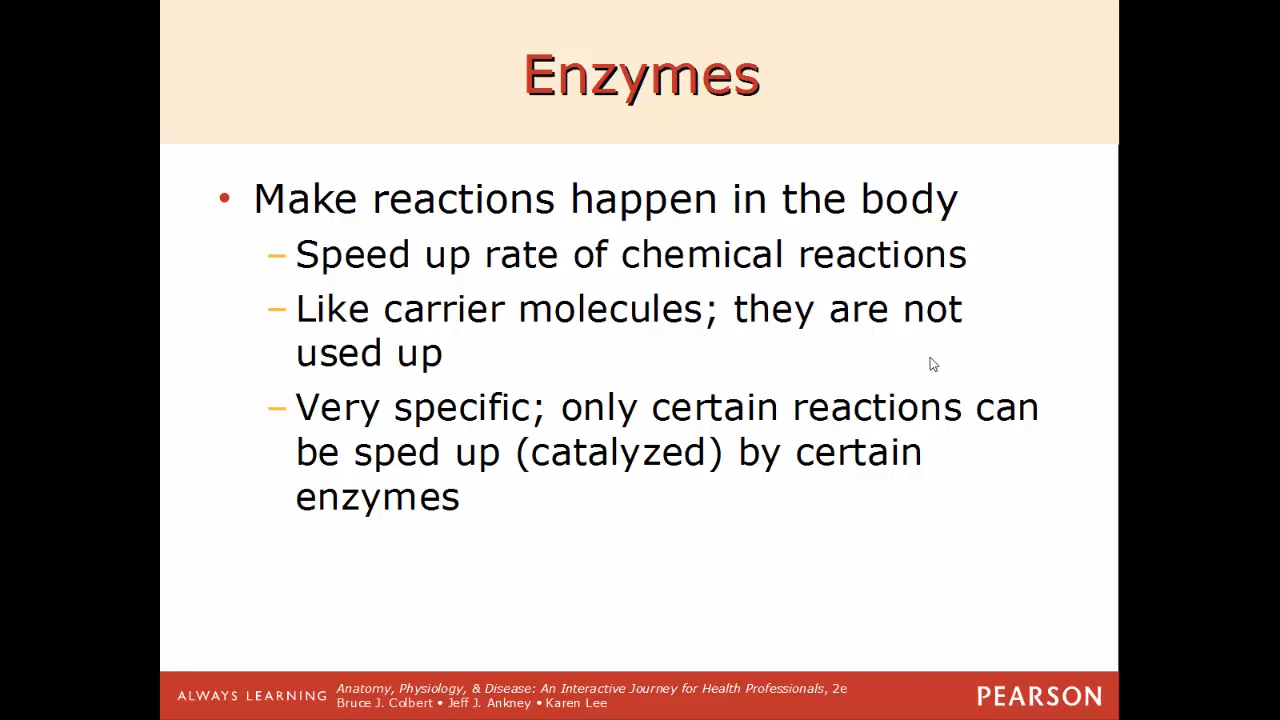 Enzymes
• Make reactions happen in the body
– Speed up rate of chemical reactions
– Like carrier molecules; they are not
used up
– Very specific; only certain reactions can
be sped up (catalyzed) by certain
enzymes
ALWAYS LEARNING
Anatomy, Physiology, & Disease: An Interactive Journey for Health Professionals, 2e
Bruce J. Colbert • Jeff J. Ankney • Karen Lee
PEARSON